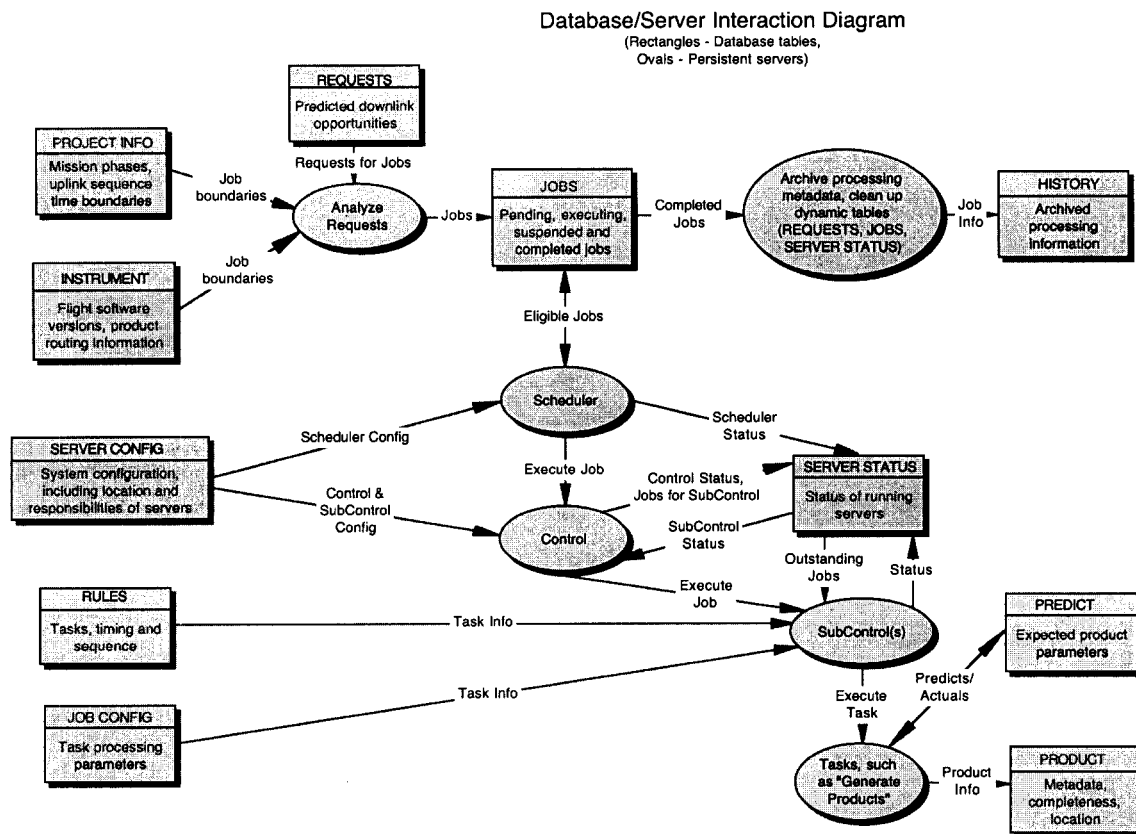 Database/Server Interaction Diagram
(Rectangles - Database tables,
Ovals - Persistent servers)
REQUESTS
Predicted downlink
opportunities
PROJECT INFO
Mission phases,
uplink sequence
time boundaries
Job
boundaries
Requests for Jobs
Analyze
Requests
Jobs
JOBS
Pending, executing,
suspended and
completed jobs
Completed
Jobs
Archive processing
metadata, clean up
dynamic tables
(REQUESTS, JOBS,
SERVER STATUS)
Job
Info
HISTORY
Archived
processing
information
Job
boundaries
INSTRUMENT
Flight software
versions, product
routing information
Eligible Jobs
Scheduler
Scheduler Config
Scheduler
Status
SERVER CONFIG
System configuration,
including location and
responsibilities of servers
Execute Job
Control Status,
Jobs for SubControl
SERVER STATUS
Status of running
servers
Control &
SubControl
Config
Control
SubControl
Status
Outstanding
Jobs
Status
Execute
Job
RULES
Tasks, timing and
sequence
Task Info
SubControl(s)
PREDICT
Expected product
parameters
Task Info
Execute
Task
Predicts/
Actuals
JOB CONFIG
Task processing
parameters
Tasks, such
as "Generate
Products"
Product
Info
PRODUCT
Metadata,
completeness,
location